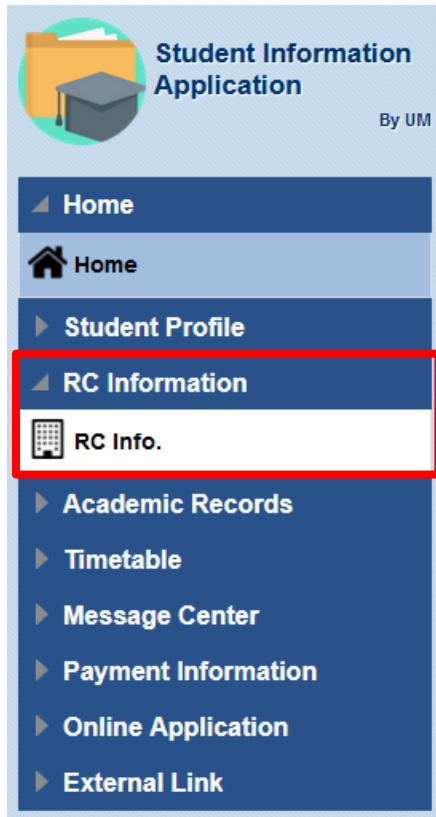 Student Information
Application
By UM
Home
Home
Student Profile
RC Information
RC Info.
Academic Records
Timetable
Message Center
Payment Information
Online Application
External Link